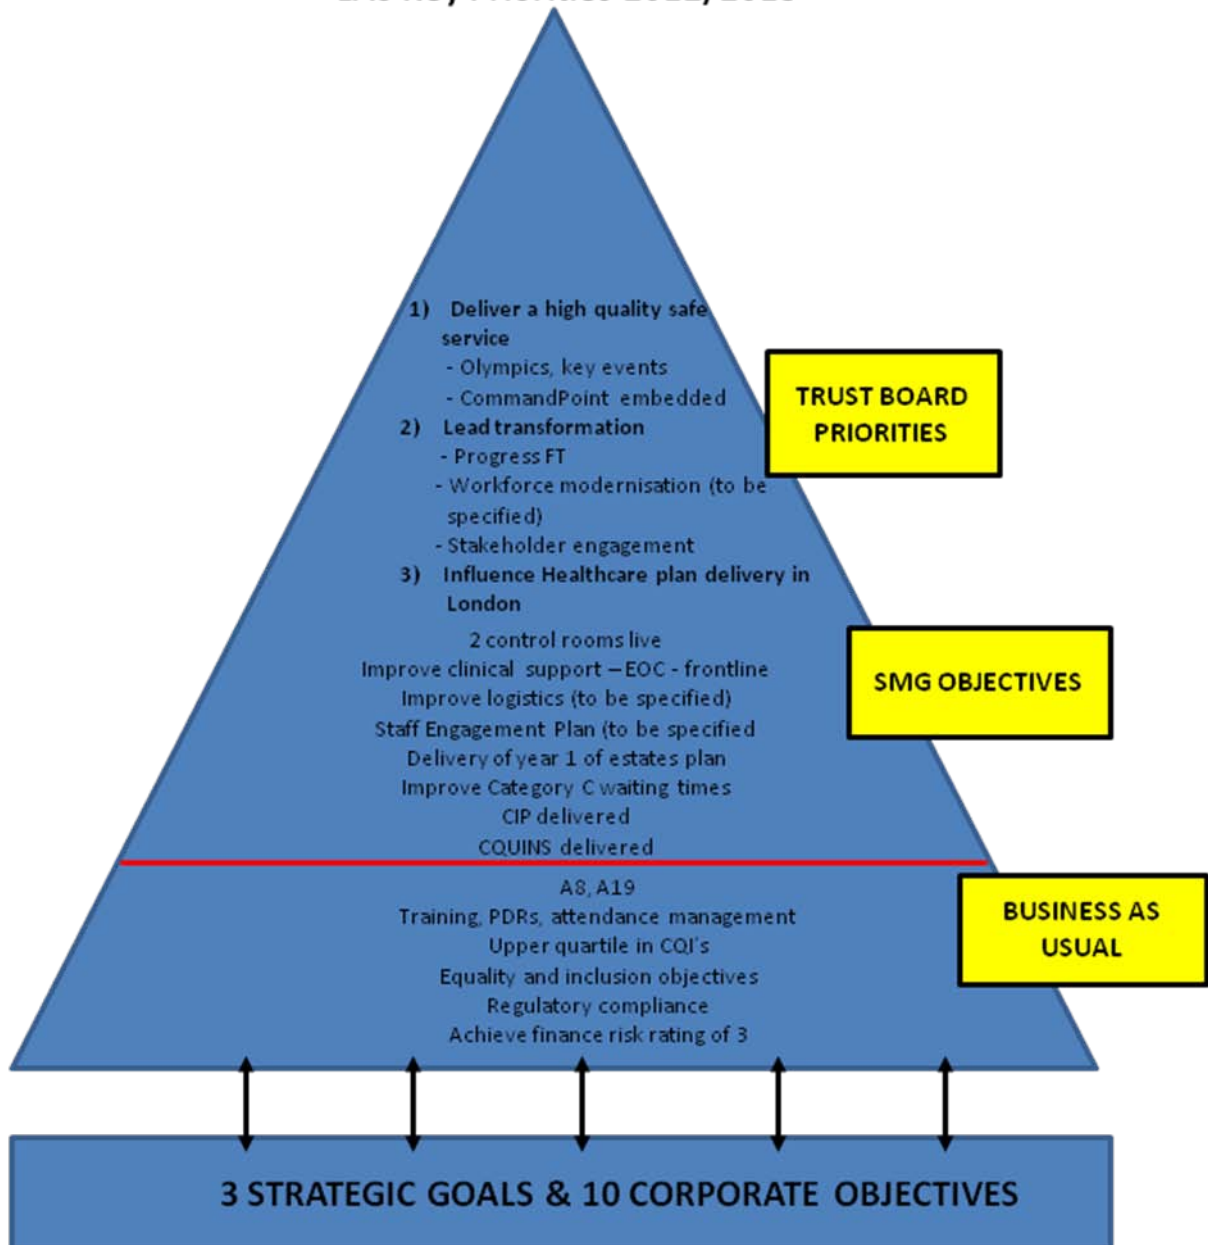 1) Deliver a high quality safe
service
- Olympics, key events
- CommandPoint embedded
2) Lead transformation
- Progress FT
- Workforce modernisation (to be
specified)
- Stakeholder engagement
3) Influence Healthcare plan delivery in
London
TRUST BOARD
PRIORITIES
2 control rooms live
Improve clinical support – EOC - frontline
Improve logistics (to be specified)
Staff Engagement Plan (to be specified
Delivery of year 1 of estates plan
Improve Category C waiting times
CIP delivered
CQUINS delivered
SMG OBJECTIVES
A8, A19
Training, PDRs, attendance management
Upper quartile in CQI's
Equality and inclusion objectives
Regulatory compliance
Achieve finance risk rating of 3
BUSINESS AS
USUAL
3 STRATEGIC GOALS & 10 CORPORATE OBJECTIVES